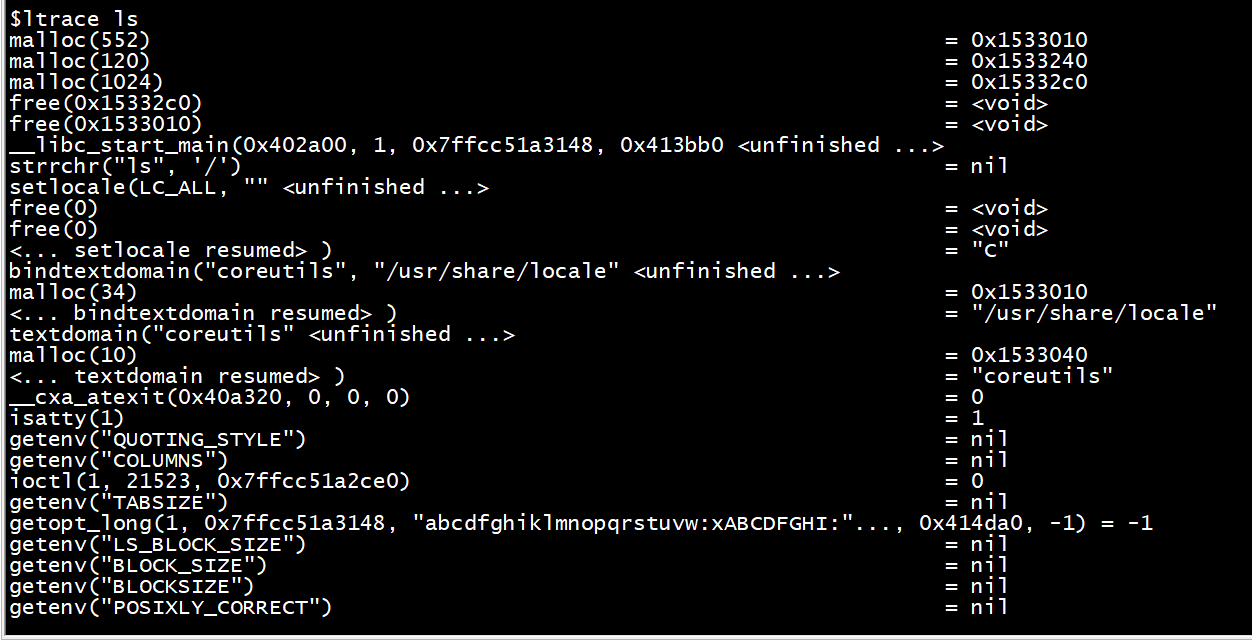 $ltrace ls
malloc(552) = 0x1533010
malloc(120) = 0x1533240
malloc(1024) = 0x15332c0
free(0x15332c0) = <void>
free(0x1533010) = <void>
__libc_start_main(0x402a00, 1, 0x7ffcc51a3148, 0x413bb0 <unfinished ...>
strrchr("ls", '/') = nil
setlocale(LC_ALL, "" <unfinished ...>
free(0) = <void>
free(0) = <void>
<... setlocale resumed> ) = "C"
bindtextdomain("coreutils", "/usr/share/locale" <unfinished ...>
malloc(34) = 0x1533010
<... bindtextdomain resumed> ) = "/usr/share/locale"
textdomain("coreutils" <unfinished ...>
malloc(10) = 0x1533040
<... textdomain resumed> ) = "coreutils"
__cxa_atexit(0x40a320, 0, 0, 0) = 0
isatty(1) = 1
getenv("QUOTING_STYLE") = nil
getenv("COLUMNS") = nil
ioctl(1, 21523, 0x7ffcc51a2ce0) = 0
getenv("TABSIZE") = nil
getopt_long(1, 0x7ffcc51a3148, "abcdfghiklmnopqrstuvw:xABCDFGHI:"..., 0x414da0, -1) = -1
getenv("LS_BLOCK_SIZE") = nil
getenv("BLOCK_SIZE") = nil
getenv("BLOCKSIZE") = nil
getenv("POSIXLY_CORRECT") = nil